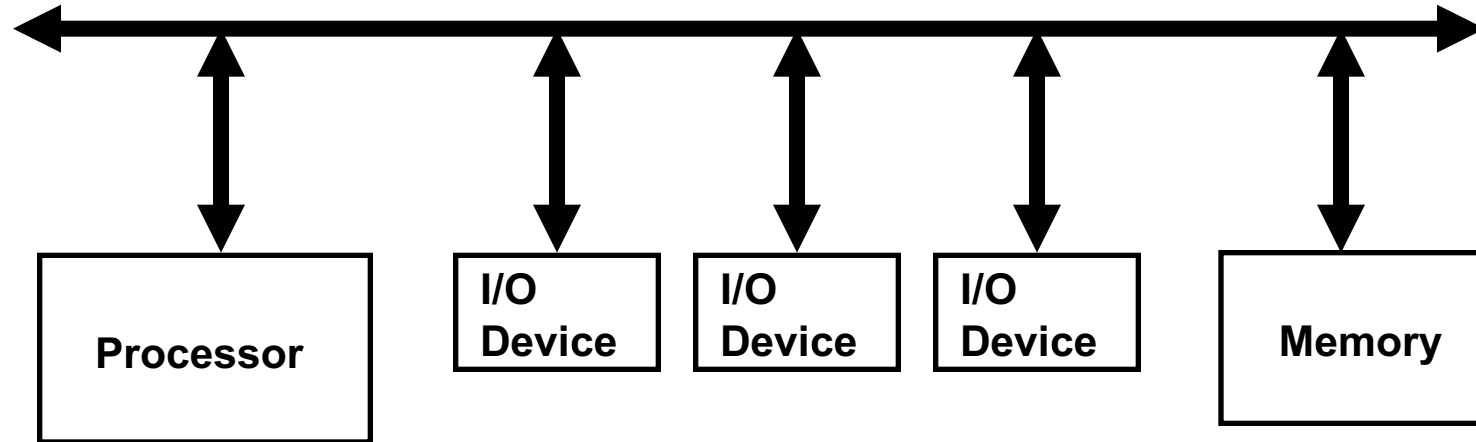 Processor
I/O
Device
I/O
Device
I/O
Device
Memory